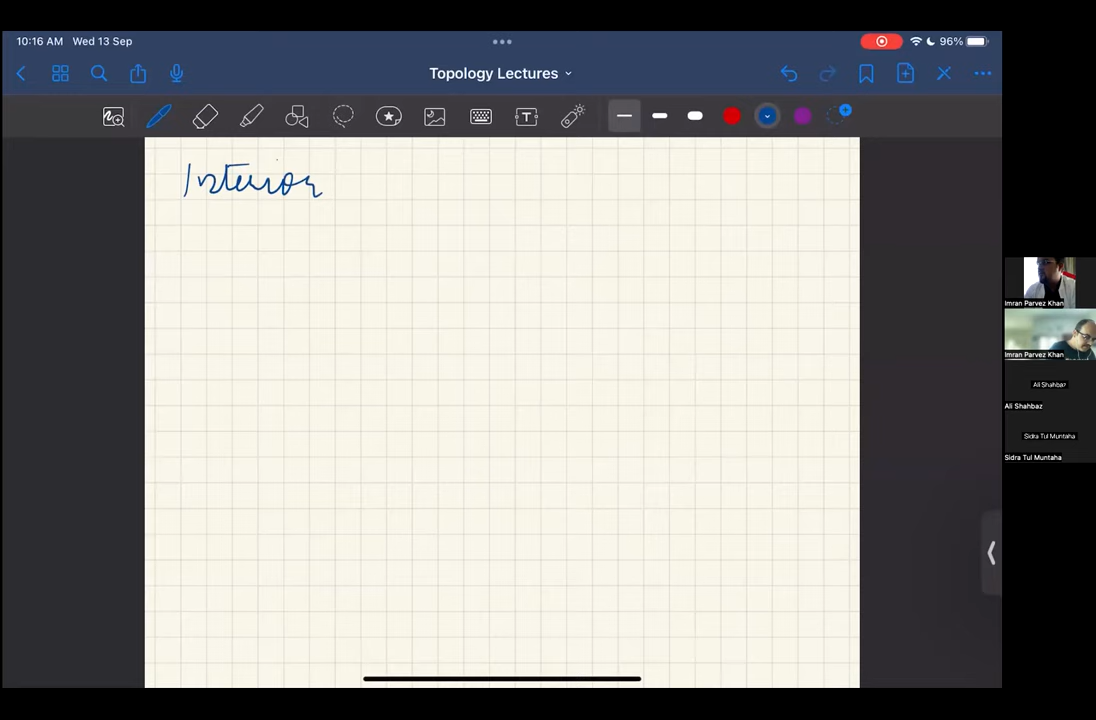 10:16 AM Wed 13 Sep
96%
Topology Lectures
T
Interior
Imran Parvez Khan
Imran Parvez Khan
Ali Shahbaz
Ali Shahbaz
Sidra Tul Muntaha
Sidra Tul Muntaha